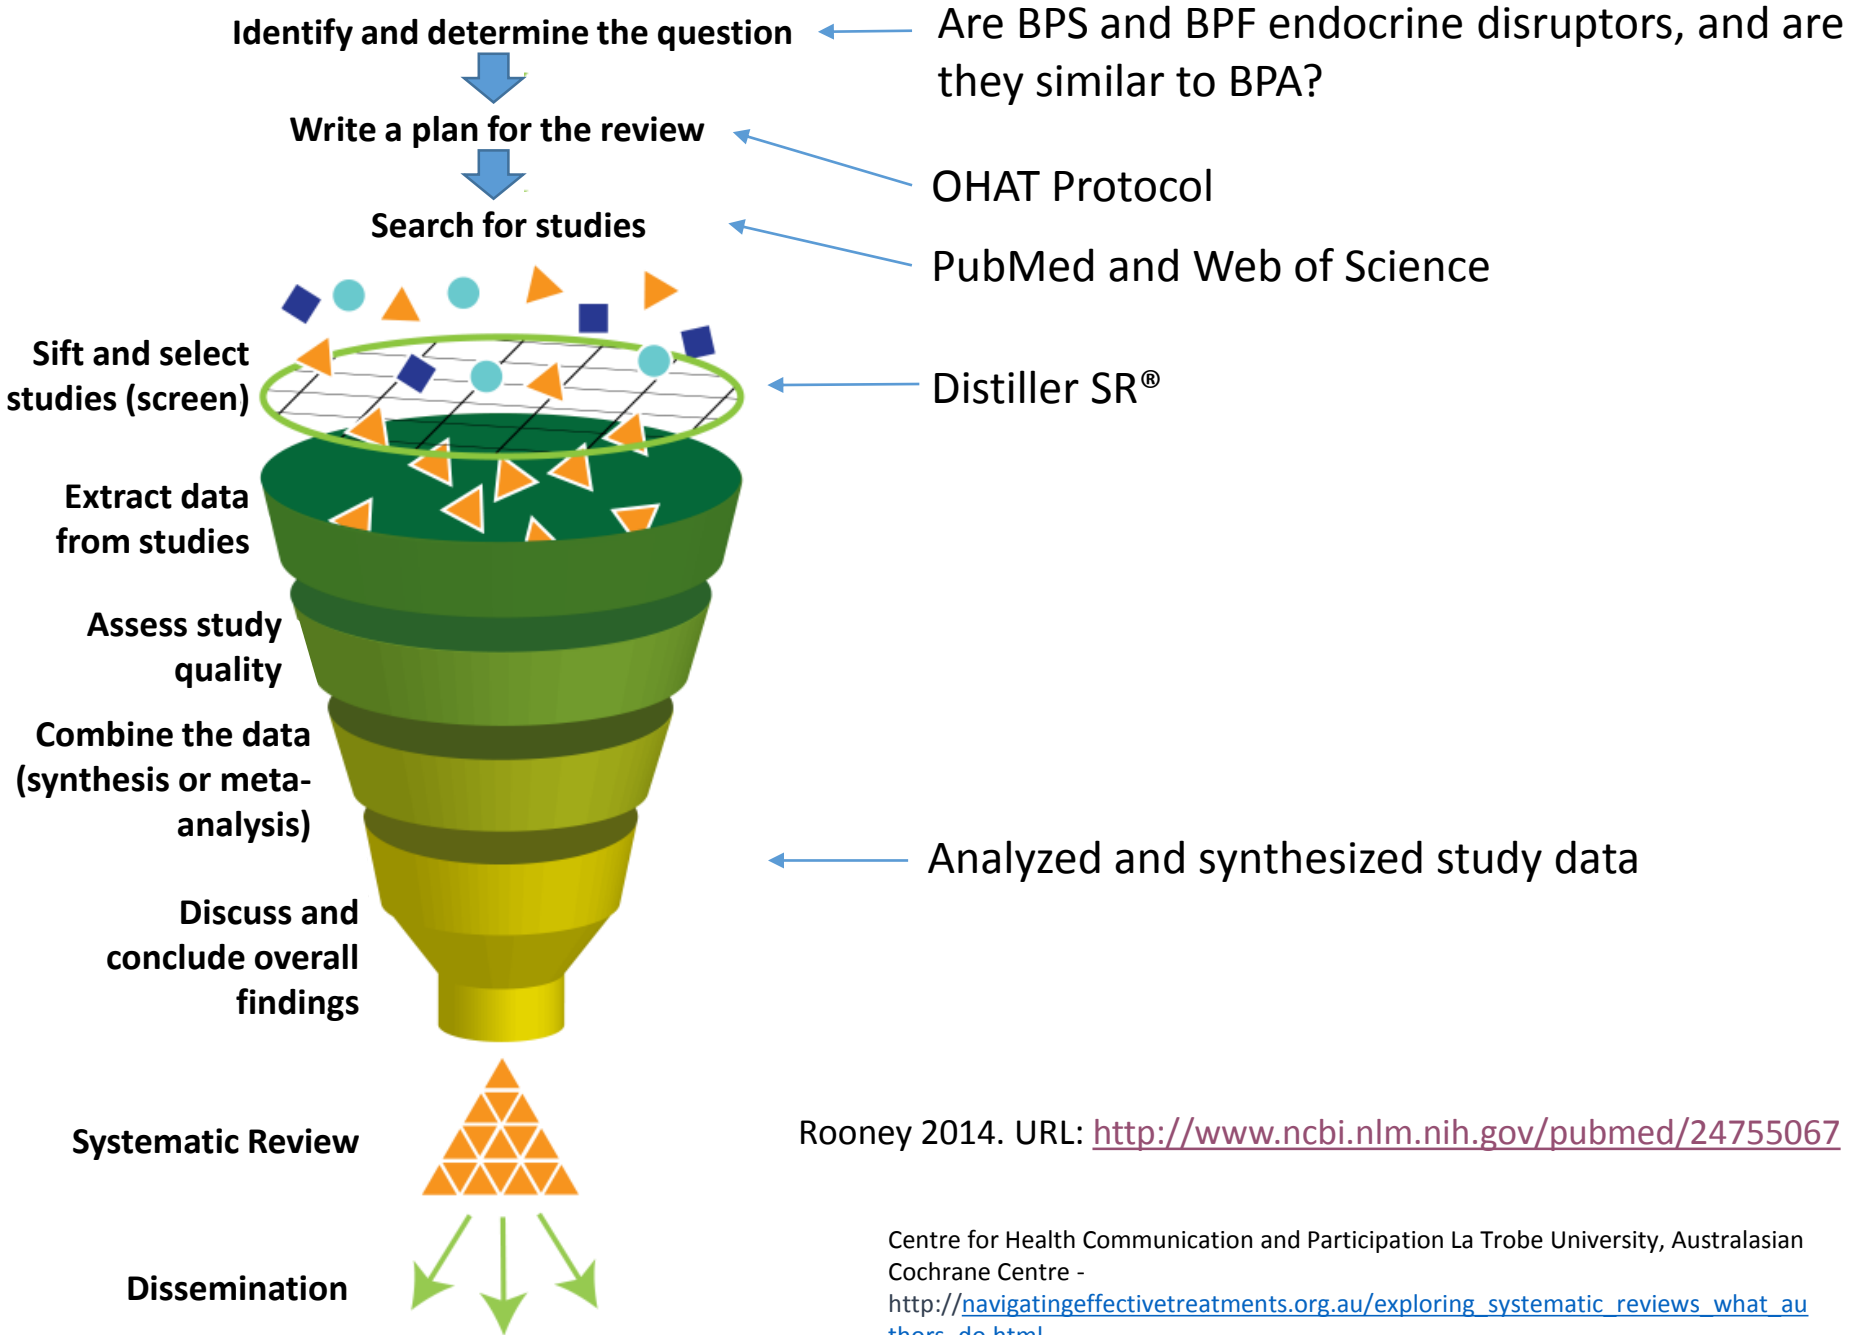 Identify and determine the question
Are BPS and BPF endocrine disruptors, and are
they similar to BPA?
Write a plan for the review
OHAT Protocol
Search for studies
PubMed and Web of Science
Sift and select
studies (screen)
Distiller SR®
Extract data
from studies
Assess study
quality
Combine the data
(synthesis or meta-
analysis)
Analyzed and synthesized study data
Discuss and
conclude overall
findings
Systematic Review
Rooney 2014. URL: http://www.ncbi.nlm.nih.gov/pubmed/24755067
Dissemination
Centre for Health Communication and Participation La Trobe University, Australasian
Cochrane Centre -
http://navigatingeffectivetreatments.org.au/exploring_systematic_reviews_what_au
thors_do.html